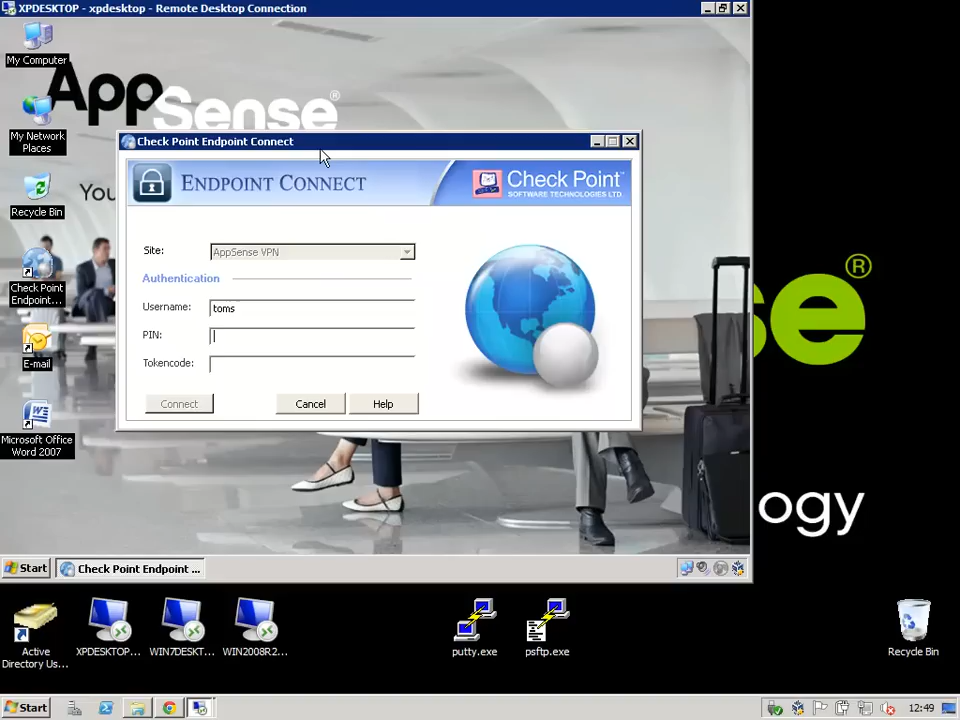 XPDESKTOP - xpdesktop - Remote Desktop Connection
My Computer
AppSense®
My Network
Places
Check Point Endpoint Connect
ENDPOINT CONNECT
Check Point™
SOFTWARE TECHNOLOGIES LTD.
You
Recycle Bin
Site:
AppSense VPN
Authentication
Check Point
Endpoint...
Username:
toms
PIN:
Tokencode:
E-mail
Connect
Cancel
Help
Microsoft Office
Word 2007
se®
ogy
Start
Check Point Endpoint ...
Active
Directory Us...
XPDESKTOP...
WIN7DESKT...
WIN2008R2...
putty.exe
psftp.exe
Recycle Bin
Start
12:49